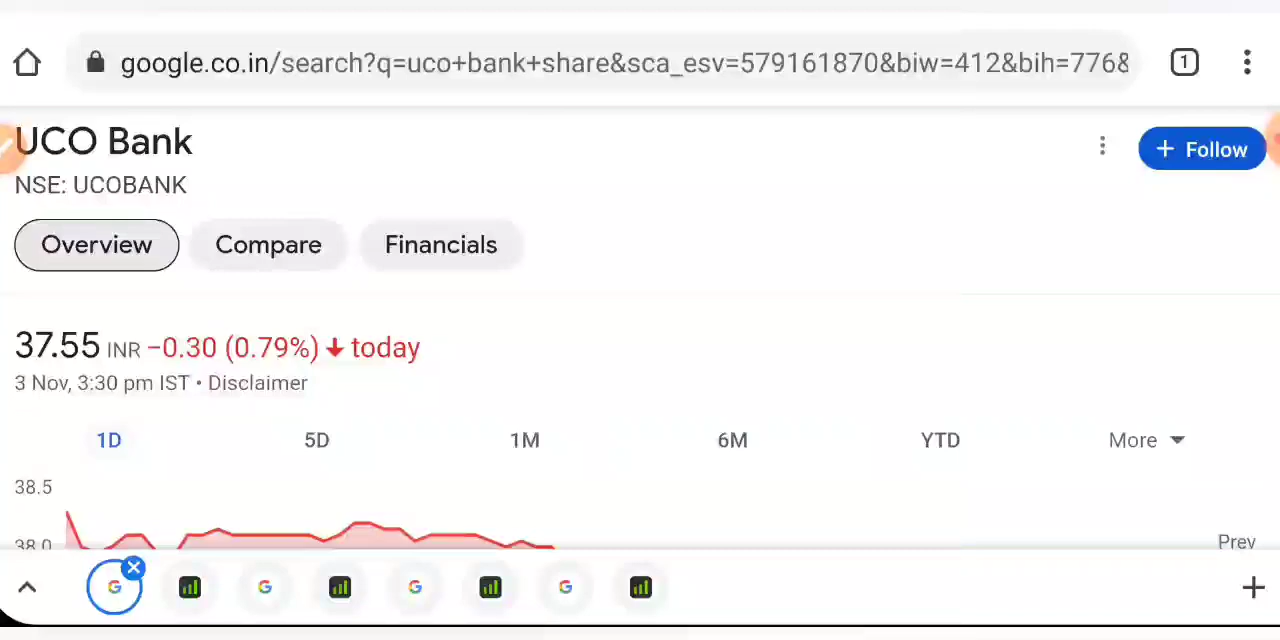 google.co.in/search?q=uco+bank+share&sca_esv=579161870&biw=412&bih=776&
1
UCO Bank
+ Follow
NSE: UCOBANK
Overview Compare Financials
37.55 INR −0.30 (0.79%) ↓ today
3 Nov, 3:30 pm IST • Disclaimer
1D 5D 1M 6M YTD More
38.5
38.0
Prev